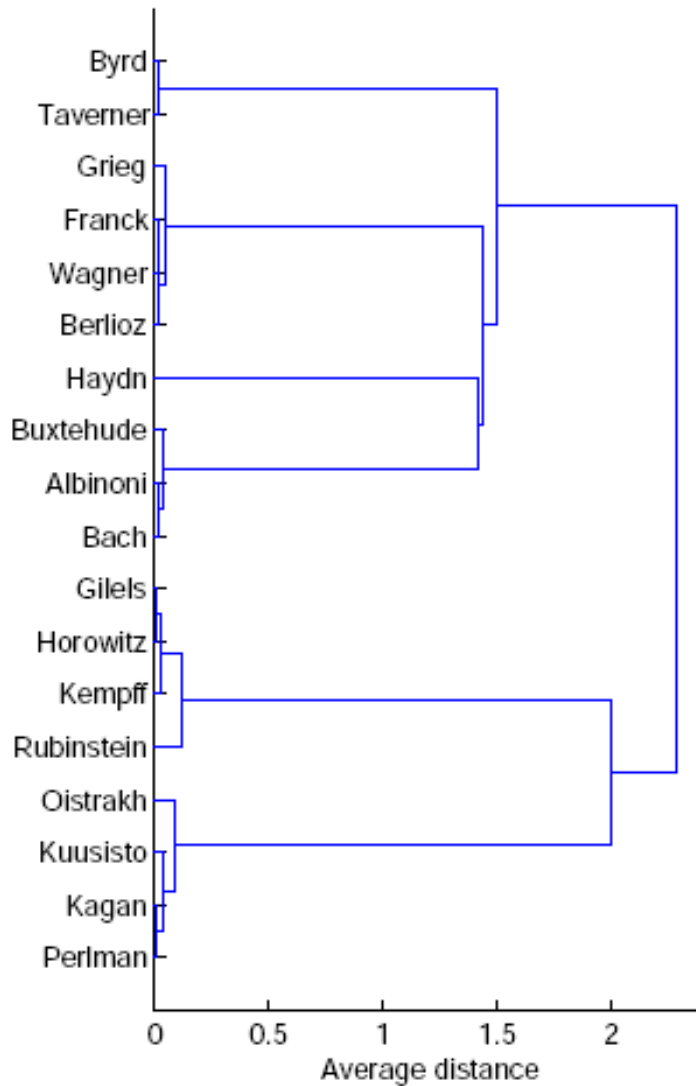 Byrd
Taverner
Grieg
Franck
Wagner
Berlioz
Haydn
Buxtehude
Albinoni
Bach
Gilels
Horowitz
Kempff
Rubinstein
Oistrakh
Kuusisto
Kagan
Perlman
0 0.5 1 1.5 2
Average distance